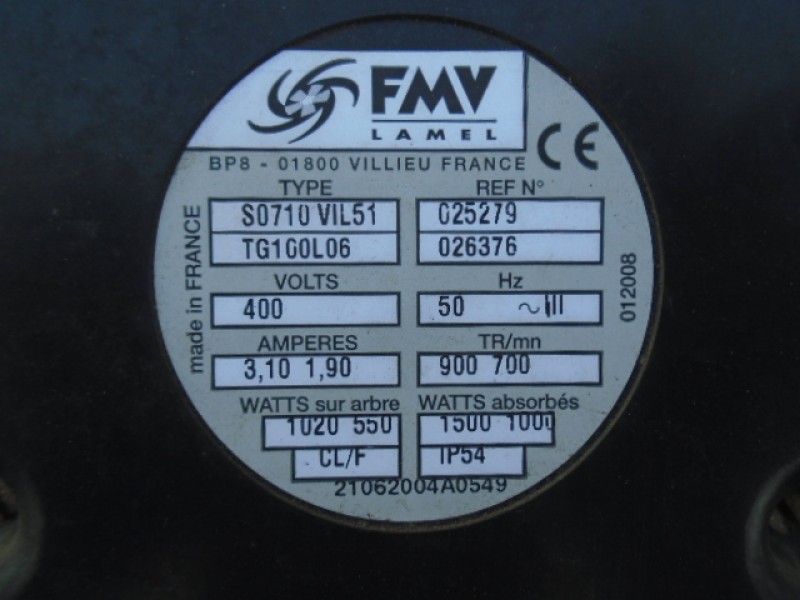 FMV
LAMEL
CE
BP8 - 01800 VILLIEU FRANCE
TYPE REF N°
S0710 VIL51 025279
TG100L06 026376
VOLTS Hz
400 50 ~
AMPERES TR/mn
3,10 1,90 900 700
WATTS sur arbre WATTS absorbés
1020 550 1500 1000
CL/F IP54
21062004A0549
made in FRANCE
012008